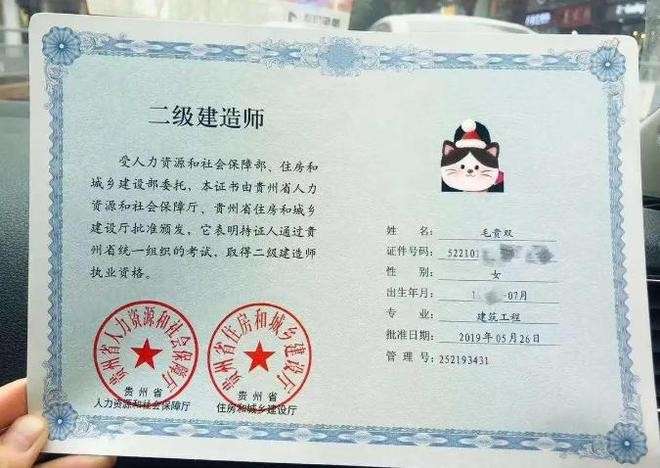 二级建造师
受人力资源和社会保障部、住房和
城乡建设部委托，本证书由贵州省人力
资源和社会保障厅、贵州省住房和城乡
建设厅批准颁发，它表明持证人通过贵
州省统一组织的考试，取得二级建造师
执业资格。
贵州省人力资源和社会保障厅
贵州省住房和城乡建设厅
贵州省
人力资源和社会保障厅
贵州省
住房和城乡建设厅
姓名：毛贵双
证件号码：522101
性别：女
出生年月：1 -07月
专业：建筑工程
批准日期：2019年05月26日
管理号：252193431